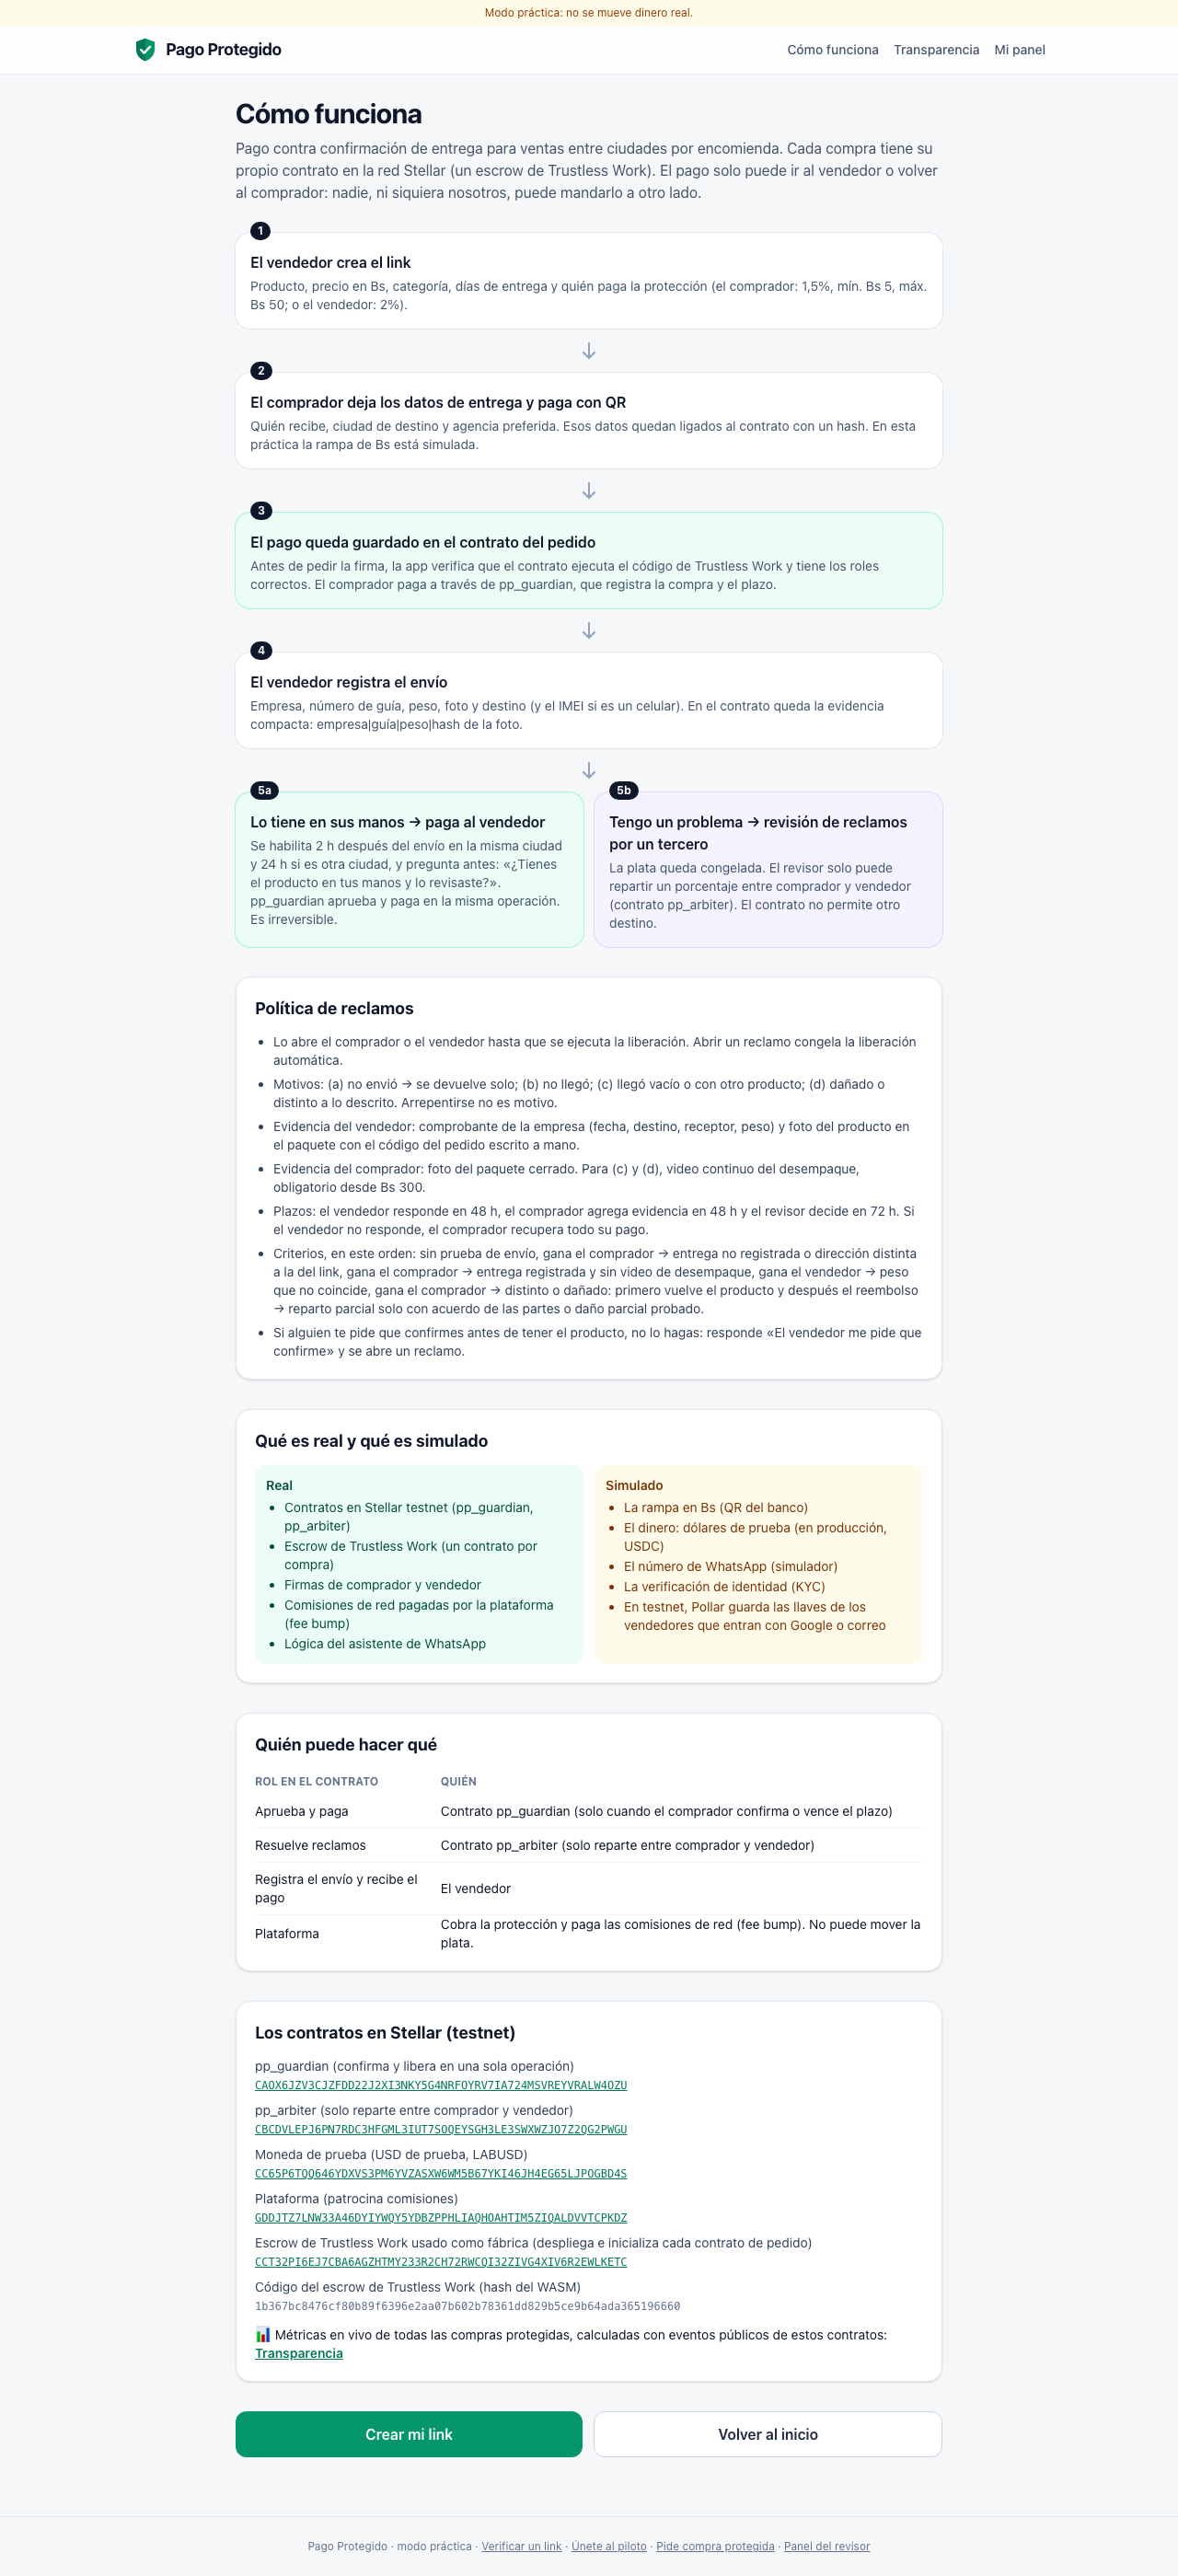 Modo práctica: no se mueve dinero real.
Pago Protegido
Cómo funciona
Transparencia
Mi panel
Cómo funciona
Pago contra confirmación de entrega para ventas entre ciudades por encomienda. Cada compra tiene su
propio contrato en la red Stellar (un escrow de Trustless Work). El pago solo puede ir al vendedor o volver
al comprador: nadie, ni siquiera nosotros, puede mandarlo a otro lado.
1
El vendedor crea el link
Producto, precio en Bs, categoría, días de entrega y quién paga la protección (el comprador: 1,5%, mín. Bs 5, máx.
Bs 50; o el vendedor: 2%).
↓
2
El comprador deja los datos de entrega y paga con QR
Quién recibe, ciudad de destino y agencia preferida. Esos datos quedan ligados al contrato con un hash. En esta
práctica la rampa de Bs está simulada.
↓
3
El pago queda guardado en el contrato del pedido
Antes de pedir la firma, la app verifica que el contrato ejecuta el código de Trustless Work y tiene los roles
correctos. El comprador paga a través de pp_guardian, que registra la compra y el plazo.
↓
4
El vendedor registra el envío
Empresa, número de guía, peso, foto y destino (y el IMEI si es un celular). En el contrato queda la evidencia
compacta: empresa|guía|peso|hash de la foto.
↓
5a
Lo tiene en sus manos → paga al vendedor
Se habilita 2 h después del envío en la misma ciudad
y 24 h si es otra ciudad, y pregunta antes: «¿Tienes
el producto en tus manos y lo revisaste?».
pp_guardian aprueba y paga en la misma operación.
Es irreversible.
5b
Tengo un problema → revisión de reclamos
por un tercero
La plata queda congelada. El revisor solo puede
repartir un porcentaje entre comprador y vendedor
(contrato pp_arbiter). El contrato no permite otro
destino.
Política de reclamos
• Lo abre el comprador o el vendedor hasta que se ejecuta la liberación. Abrir un reclamo congela la liberación
automática.
• Motivos: (a) no envió → se devuelve solo; (b) no llegó; (c) llegó vacío o con otro producto; (d) dañado o
distinto a lo descrito. Arrepentirse no es motivo.
• Evidencia del vendedor: comprobante de la empresa (fecha, destino, receptor, peso) y foto del producto en
el paquete con el código del pedido escrito a mano.
• Evidencia del comprador: foto del paquete cerrado. Para (c) y (d), video continuo del desempaque,
obligatorio desde Bs 300.
• Plazos: el vendedor responde en 48 h, el comprador agrega evidencia en 48 h y el revisor decide en 72 h. Si
el vendedor no responde, el comprador recupera todo su pago.
• Criterios, en este orden: sin prueba de envío, gana el comprador → entrega no registrada o dirección distinta
a la del link, gana el comprador → entrega registrada y sin video de desempaque, gana el vendedor → peso
que no coincide, gana el comprador → distinto o dañado: primero vuelve el producto y después el reembolso
→ reparto parcial solo con acuerdo de las partes o daño parcial probado.
• Si alguien te pide que confirmes antes de tener el producto, no lo hagas: responde «El vendedor me pide que
confirme» y se abre un reclamo.
Qué es real y qué es simulado
Real
• Contratos en Stellar testnet (pp_guardian,
pp_arbiter)
• Escrow de Trustless Work (un contrato por
compra)
• Firmas de comprador y vendedor
• Comisiones de red pagadas por la plataforma
(fee bump)
• Lógica del asistente de WhatsApp
Simulado
• La rampa en Bs (QR del banco)
• El dinero: dólares de prueba (en producción,
USDC)
• El número de WhatsApp (simulador)
• La verificación de identidad (KYC)
• En testnet, Pollar guarda las llaves de los
vendedores que entran con Google o correo
Quién puede hacer qué
ROL EN EL CONTRATO
QUIÉN
Aprueba y paga
Contrato pp_guardian (solo cuando el comprador confirma o vence el plazo)
Resuelve reclamos
Contrato pp_arbiter (solo reparte entre comprador y vendedor)
Registra el envío y recibe el
pago
El vendedor
Plataforma
Cobra la protección y paga las comisiones de red (fee bump). No puede mover la
plata.
Los contratos en Stellar (testnet)
pp_guardian (confirma y libera en una sola operación)
CAOX6JZV3CJZFDD22J2XI3NKY5G4NRFOYRV7IA724MSVREYVRALW4OZU
pp_arbiter (solo reparte entre comprador y vendedor)
CBCDVLEPJ6PN7RDC3HFGML3IUT7SOQEYSGH3LE3SWXWZJO7Z2QG2PWGU
Moneda de prueba (USD de prueba, LABUSD)
CC65P6TQQ646YDXVS3PM6YVZASXW6WM5B67YKI46JH4EG65LJPOGBD4S
Plataforma (patrocina comisiones)
GDDJTZ7LNW33A46DYIYWQY5YDBZPPHLIAQHOAHTIM5ZIQALDVVTCPKDZ
Escrow de Trustless Work usado como fábrica (despliega e inicializa cada contrato de pedido)
CCT32PI6EJ7CBA6AGZHTMY233R2CH72RWCQI32ZIVG4XIV6R2EWLKETC
Código del escrow de Trustless Work (hash del WASM)
1b367bc8476cf80b89f6396e2aa07b602b78361dd829b5ce9b64ada365196660
📊 Métricas en vivo de todas las compras protegidas, calculadas con eventos públicos de estos contratos:
Transparencia
Crear mi link
Volver al inicio
Pago Protegido · modo práctica · Verificar un link · Únete al piloto · Pide compra protegida · Panel del revisor